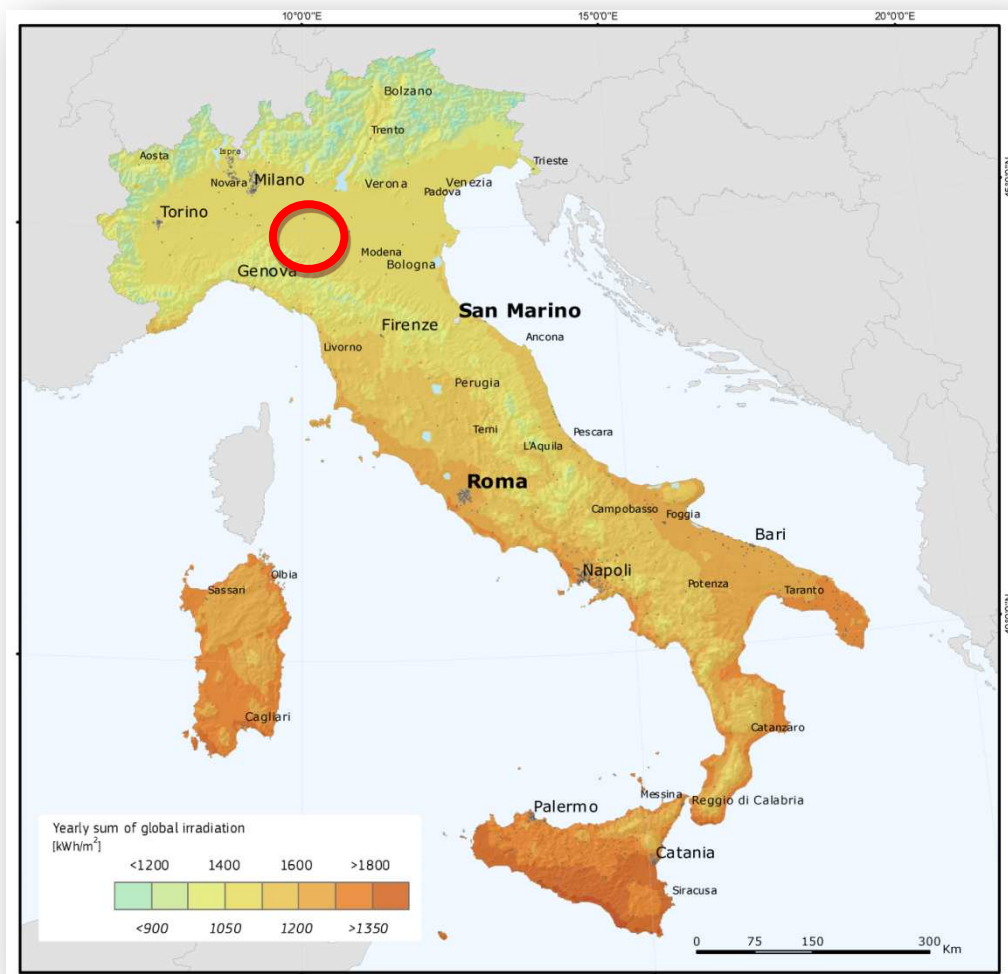 10°0'0"E
15°0'0"E
20°0'0"E
Bolzano
Trento
Aosta
Ispra
Trieste
Novara
Milano
Verona
Venezia
Padova
Torino
Modena
Bologna
Genova
San Marino
Firenze
Ancona
Livorno
Perugia
Terni
Pescara
L'Aquila
Roma
Campobasso
Foggia
Bari
Napoli
Olbia
Sassari
Potenza
Taranto
Cagliari
Catanzaro
Messina
Reggio di Calabria
Palermo
Catania
Siracusa
Yearly sum of global irradiation
[kWh/m²]
<1200 1400 1600 >1800
<900 1050 1200 >1350
0 75 150 300
Km